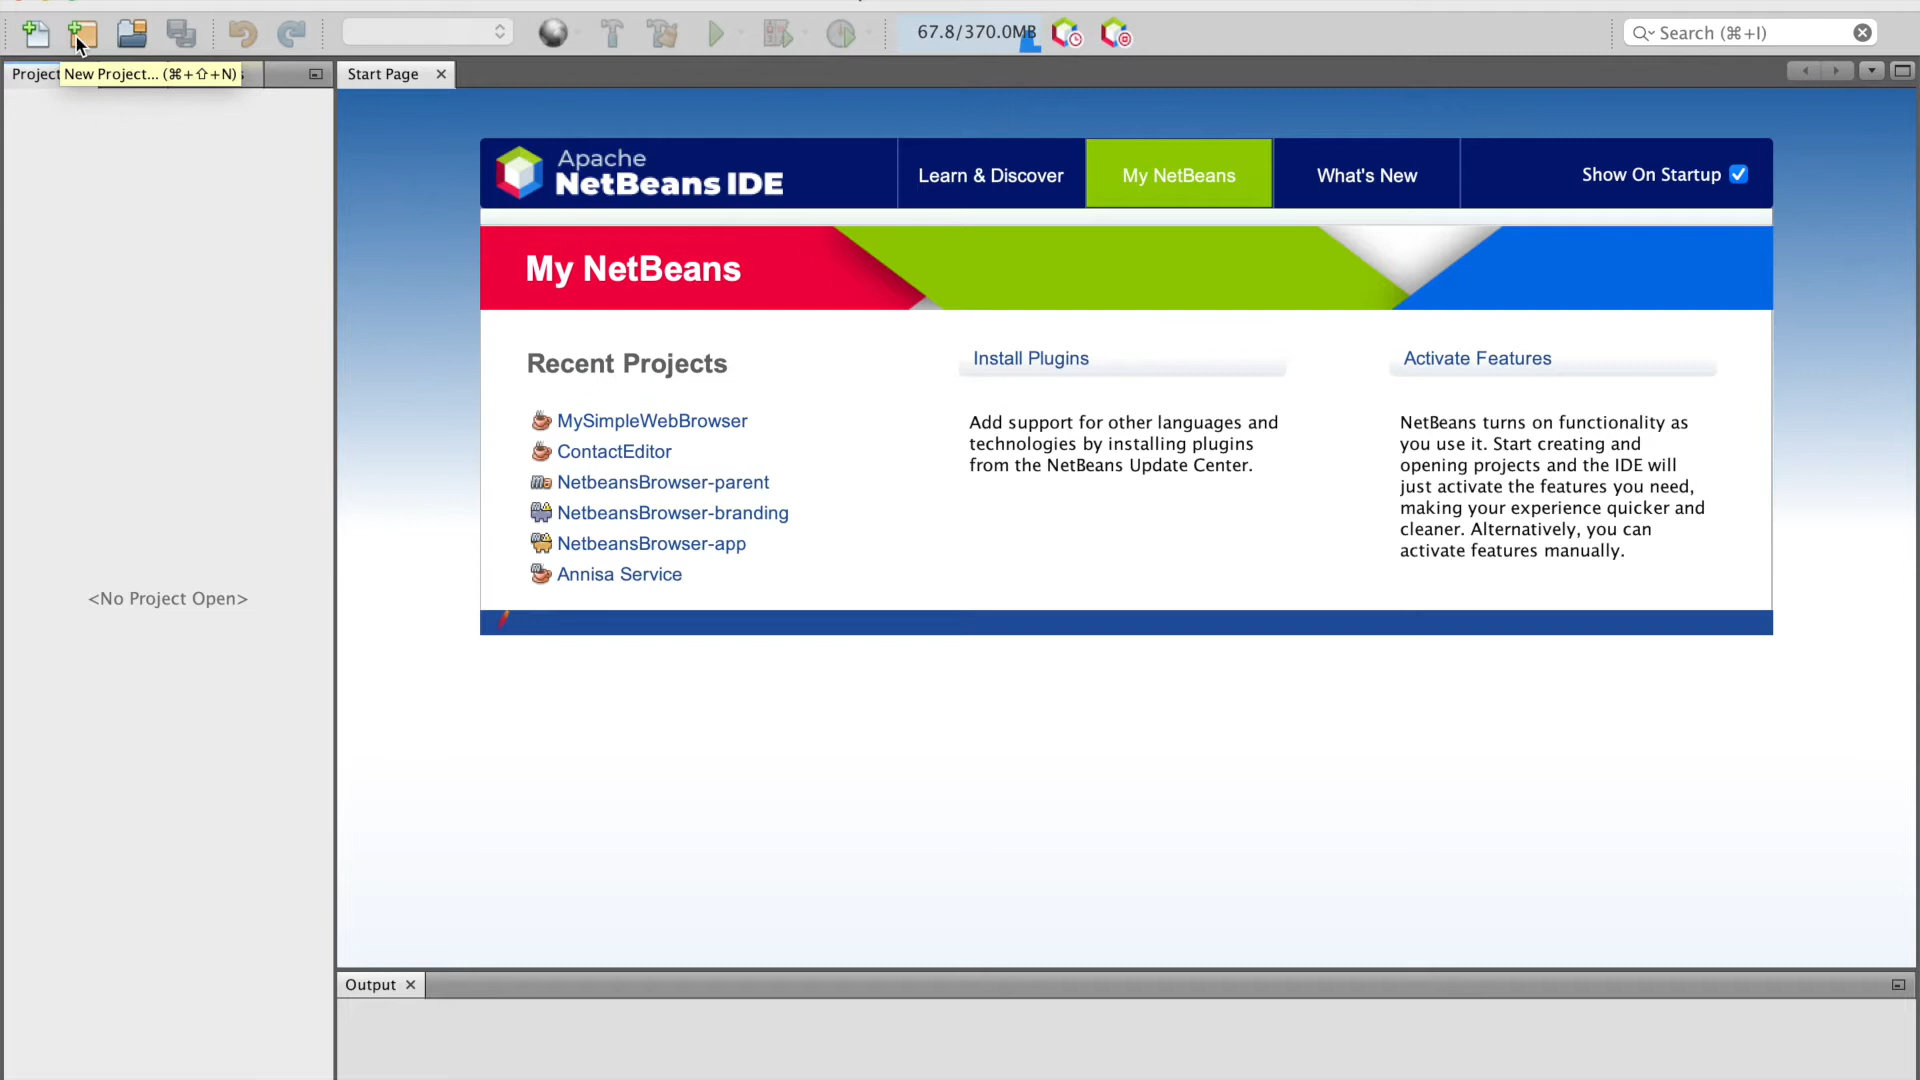 67.8/370.0MB
Search (⌘+I)
Project
New Project... (⌘+⇧+N)
Start Page
Apache
NetBeans IDE
Learn & Discover
My NetBeans
What's New
Show On Startup
My NetBeans
Recent Projects
MySimpleWebBrowser
ContactEditor
NetbeansBrowser-parent
NetbeansBrowser-branding
NetbeansBrowser-app
Annisa Service
Install Plugins
Add support for other languages and
technologies by installing plugins
from the NetBeans Update Center.
Activate Features
NetBeans turns on functionality as
you use it. Start creating and
opening projects and the IDE will
just activate the features you need,
making your experience quicker and
cleaner. Alternatively, you can
activate features manually.
<No Project Open>
Output